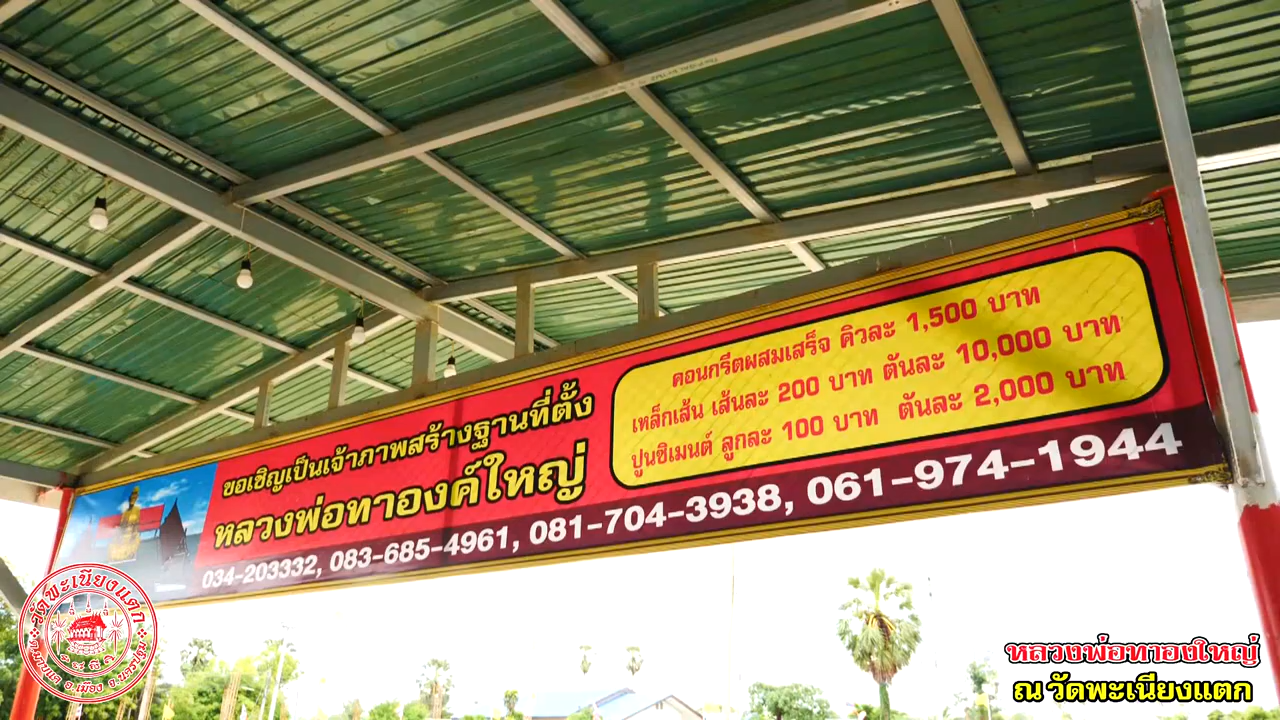 ขอเชิญเป็นเจ้าภาพสร้างฐานที่ตั้ง
หลวงพ่อทาองค์ใหญ่
คอนกรีตผสมเสร็จ คิวละ 1,500 บาท
เหล็กเส้น เส้นละ 200 บาท ตันละ 10,000 บาท
ปูนซิเมนต์ ลูกละ 100 บาท ตันละ 2,000 บาท
034-203332, 083-685-4961, 081-704-3938, 061-974-1944
วัดพะเนียงแตก
อ.เมือง
หลวงพ่อทาองใหญ่
ณ วัดพะเนียงแตก